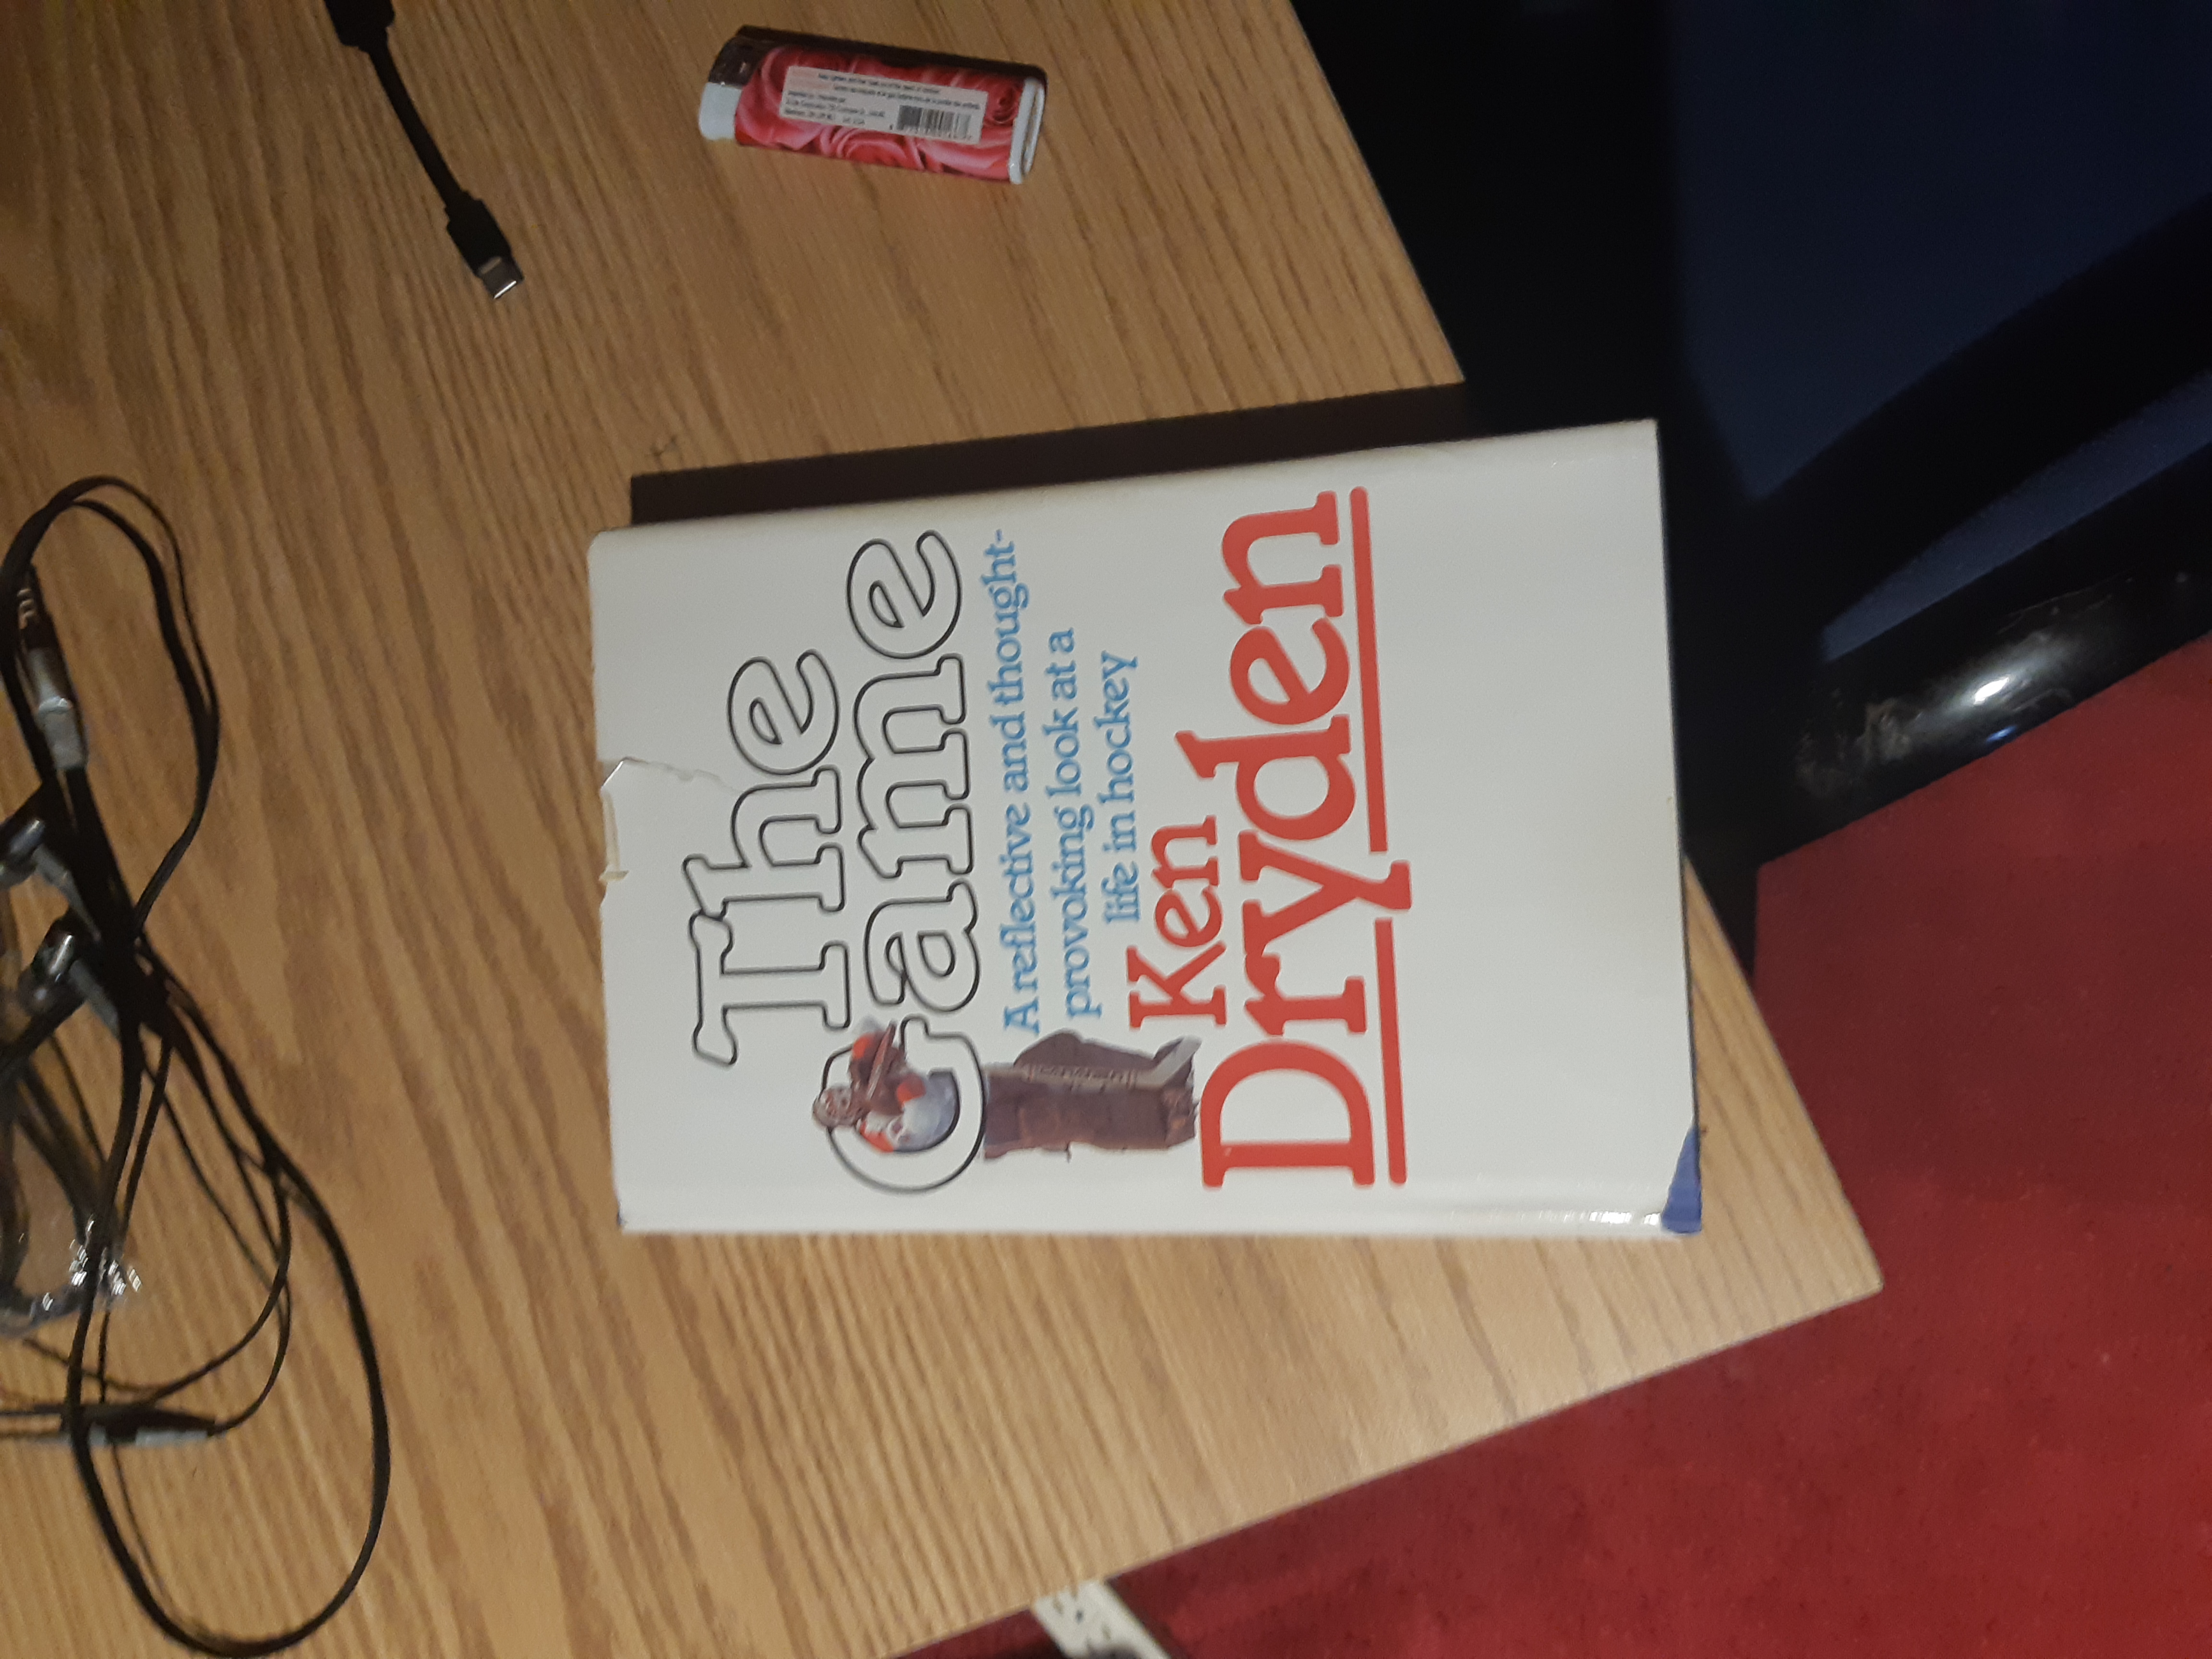 The
Game
A reflective and thought-
provoking look at a
life in hockey
Ken
Dryden